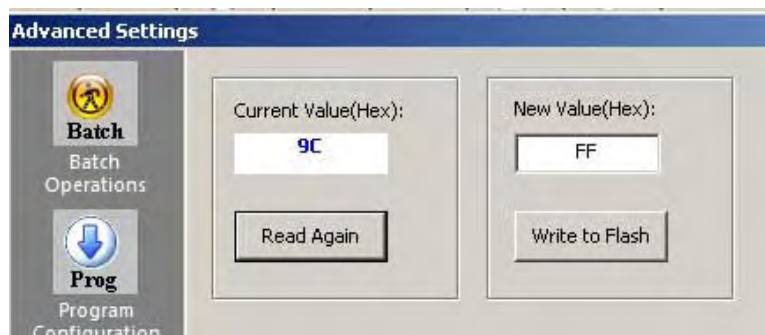 Advanced Settings
Batch
Batch
Operations
Prog
Program
Configuration
Current Value(Hex):
9C
Read Again
New Value(Hex):
FF
Write to Flash